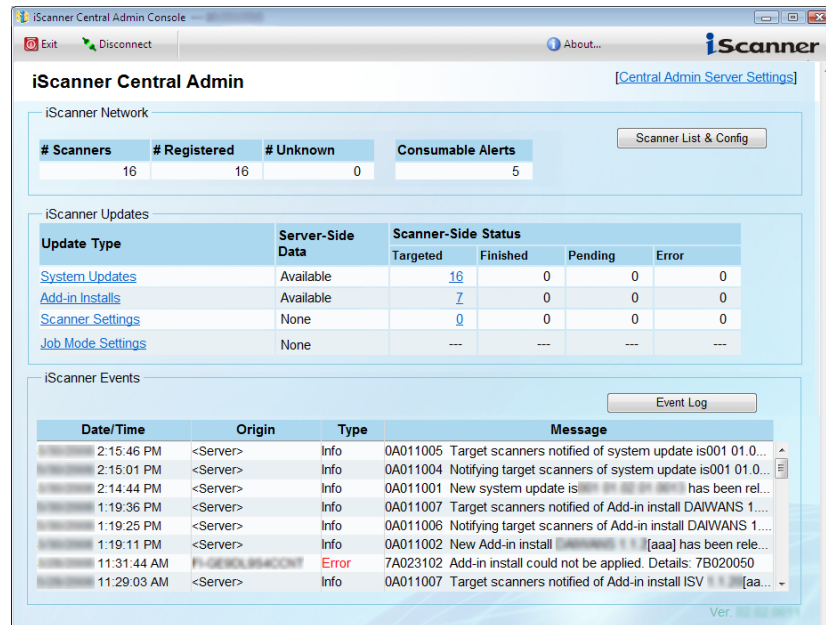 iScanner Central Admin Console
Exit Disconnect About... iScanner
iScanner Central Admin [Central Admin Server Settings]
iScanner Network
Scanner List & Config
# Scanners # Registered # Unknown Consumable Alerts
16 16 0 5
iScanner Updates
Update Type Server-Side Data Scanner-Side Status
Targeted Finished Pending Error
System Updates Available 16 0 0 0
Add-in Installs Available 7 0 0 0
Scanner Settings None 0 0 0 0
Job Mode Settings None --- --- --- ---
iScanner Events
Event Log
Date/Time Origin Type Message
2:15:46 PM <Server> Info 0A011005 Target scanners notified of system update is001 01.0...
2:15:01 PM <Server> Info 0A011004 Notifying target scanners of system update is001 01.0...
2:14:44 PM <Server> Info 0A011001 New system update is has been rel...
1:19:36 PM <Server> Info 0A011007 Target scanners notified of Add-in install DAIWANS 1....
1:19:25 PM <Server> Info 0A011006 Notifying target scanners of Add-in install DAIWANS 1....
1:19:11 PM <Server> Info 0A011002 New Add-in install [aaa] has been rele...
11:31:44 AM Error 7A023102 Add-in install could not be applied. Details: 7B020050
11:29:03 AM <Server> Info 0A011007 Target scanners notified of Add-in install ISV [aa...
Ver.